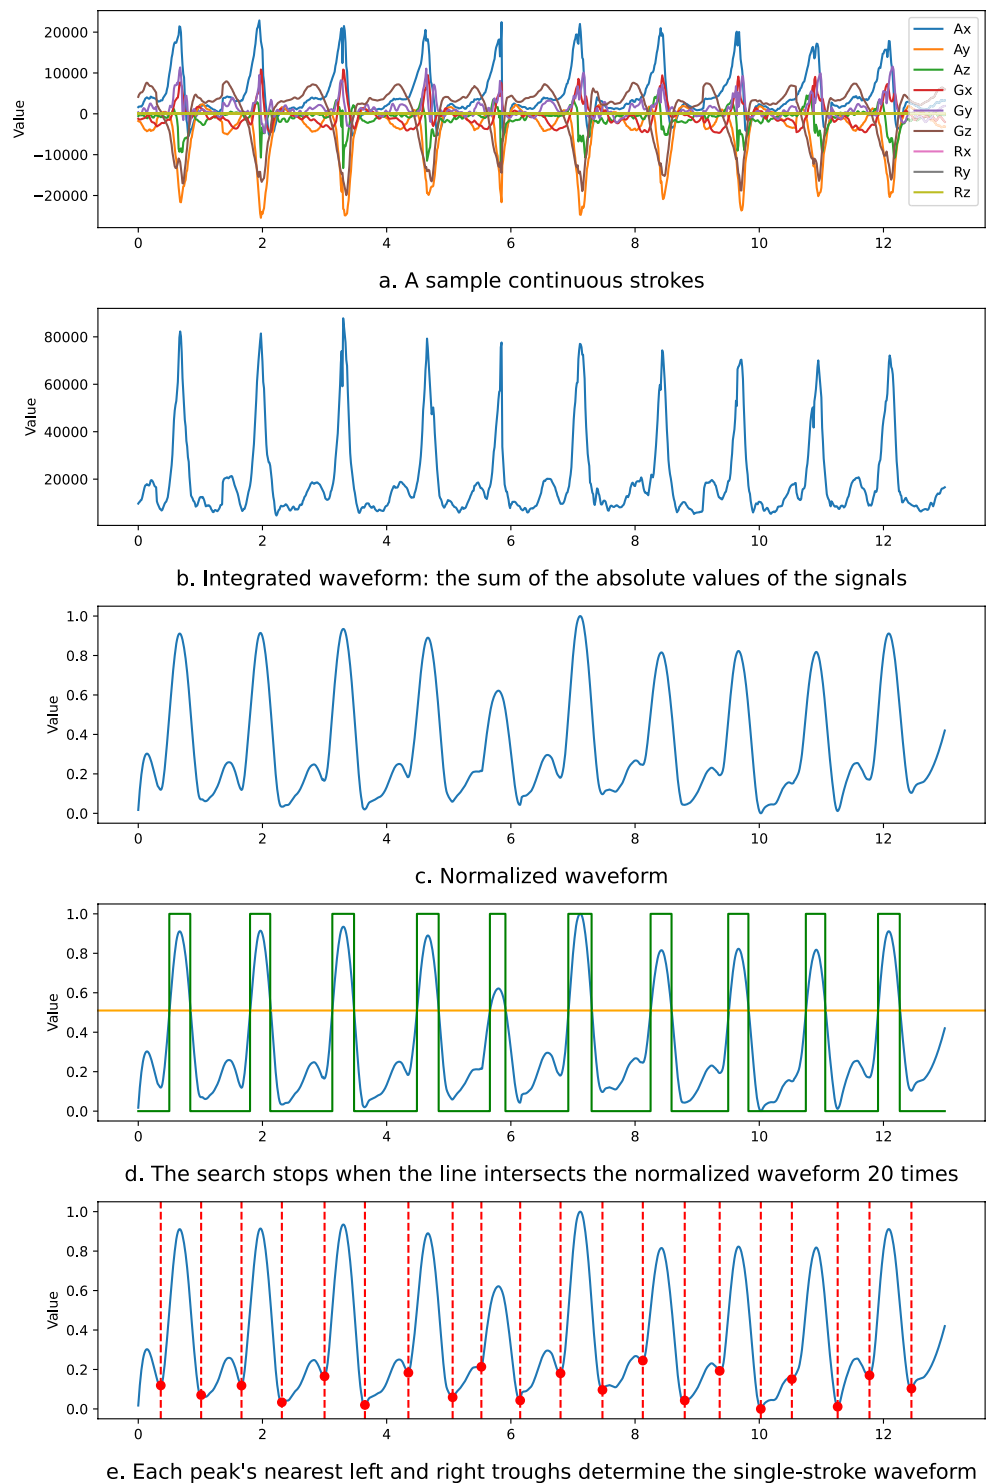 20000
10000
0
−10000
−20000
Value
Ax
Ay
Az
Gx
Gy
Gz
Rx
Ry
Rz
0 2 4 6 8 10 12
a. A sample continuous strokes
80000
60000
40000
20000
Value
0 2 4 6 8 10 12
b. Integrated waveform: the sum of the absolute values of the signals
1.0
0.8
0.6
0.4
0.2
0.0
Value
0 2 4 6 8 10 12
c. Normalized waveform
1.0
0.8
0.6
0.4
0.2
0.0
Value
0 2 4 6 8 10 12
d. The search stops when the line intersects the normalized waveform 20 times
1.0
0.8
0.6
0.4
0.2
0.0
Value
0 2 4 6 8 10 12
e. Each peak's nearest left and right troughs determine the single-stroke waveform